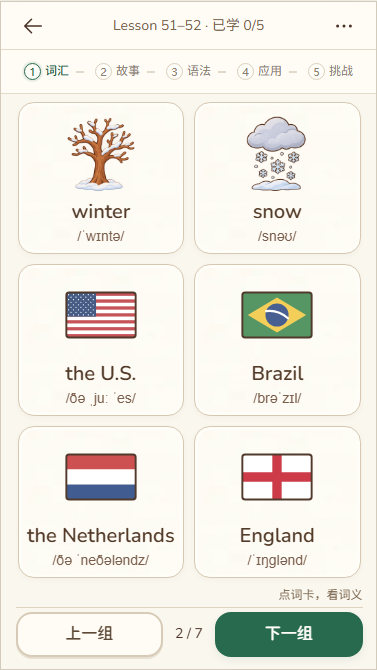 Lesson 51–52 · 已学 0/5
1 词汇 2 故事 3 语法 4 应用 5 挑战
winter
/ˈwɪntə/
snow
/snəʊ/
the U.S.
/ðə ˌjuː ˈes/
Brazil
/brəˈzɪl/
the Netherlands
/ðə ˈneðələndz/
England
/ˈɪŋɡlənd/
点词卡，看词义
上一组
2 / 7
下一组